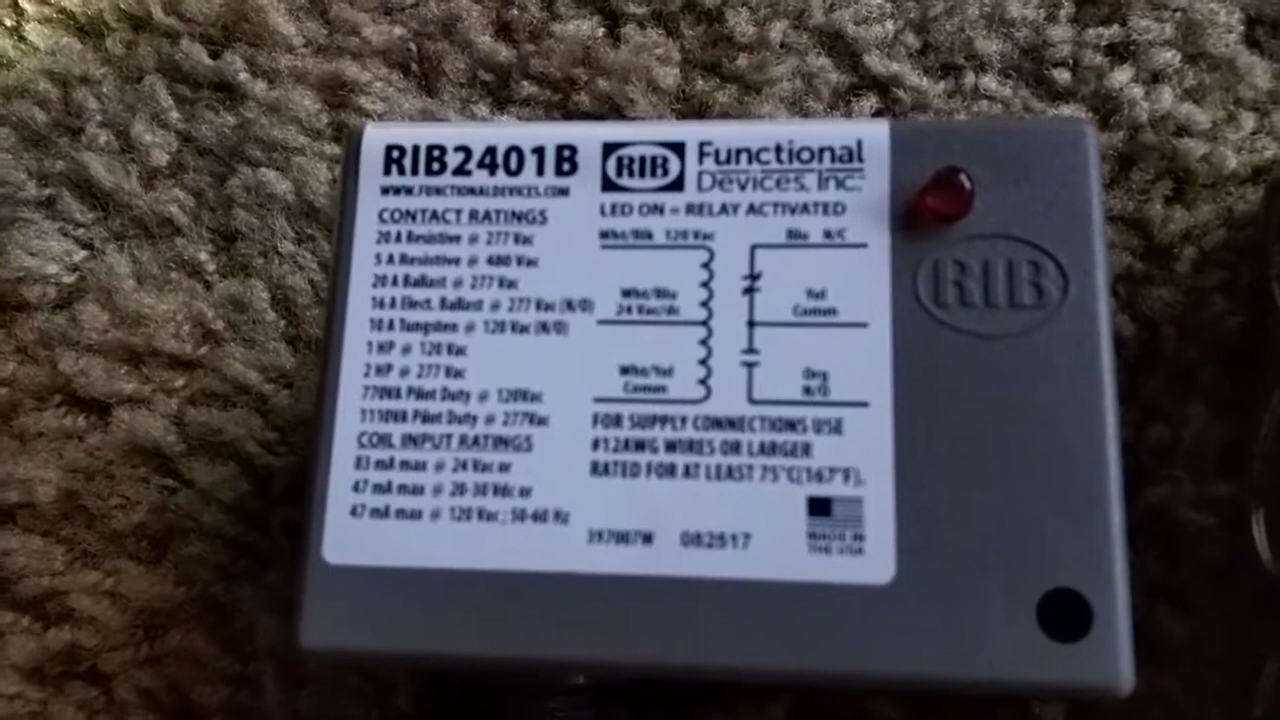 RIB2401B
WWW.FUNCTIONALDEVICES.COM
CONTACT RATINGS
20 A Resistive @ 277 Vac
5 A Resistive @ 480 Vac
20 A Ballast @ 277 Vac
16 A Elect. Ballast @ 277 Vac (N/O)
10 A Tungsten @ 120 Vac (N/O)
1 HP @ 120 Vac
2 HP @ 277 Vac
770VA Pilot Duty @ 120Vac
1110VA Pilot Duty @ 277Vac
COIL INPUT RATINGS
83 mA max @ 24 Vac or
47 mA max @ 20-30 Vdc or
47 mA max @ 120 Vac; 50-60 Hz
RIB
Functional
Devices, Inc.
LED ON = RELAY ACTIVATED
Wht/Blk 120 Vac
Blu N/C
Wht/Blu
24 Vac/dc
Yel
Comm
Wht/Yel
Comm
Org
N/O
FOR SUPPLY CONNECTIONS USE
#12AWG WIRES OR LARGER
RATED FOR AT LEAST 75°C(167°F).
397007W 082517
MADE IN
THE USA
RIB